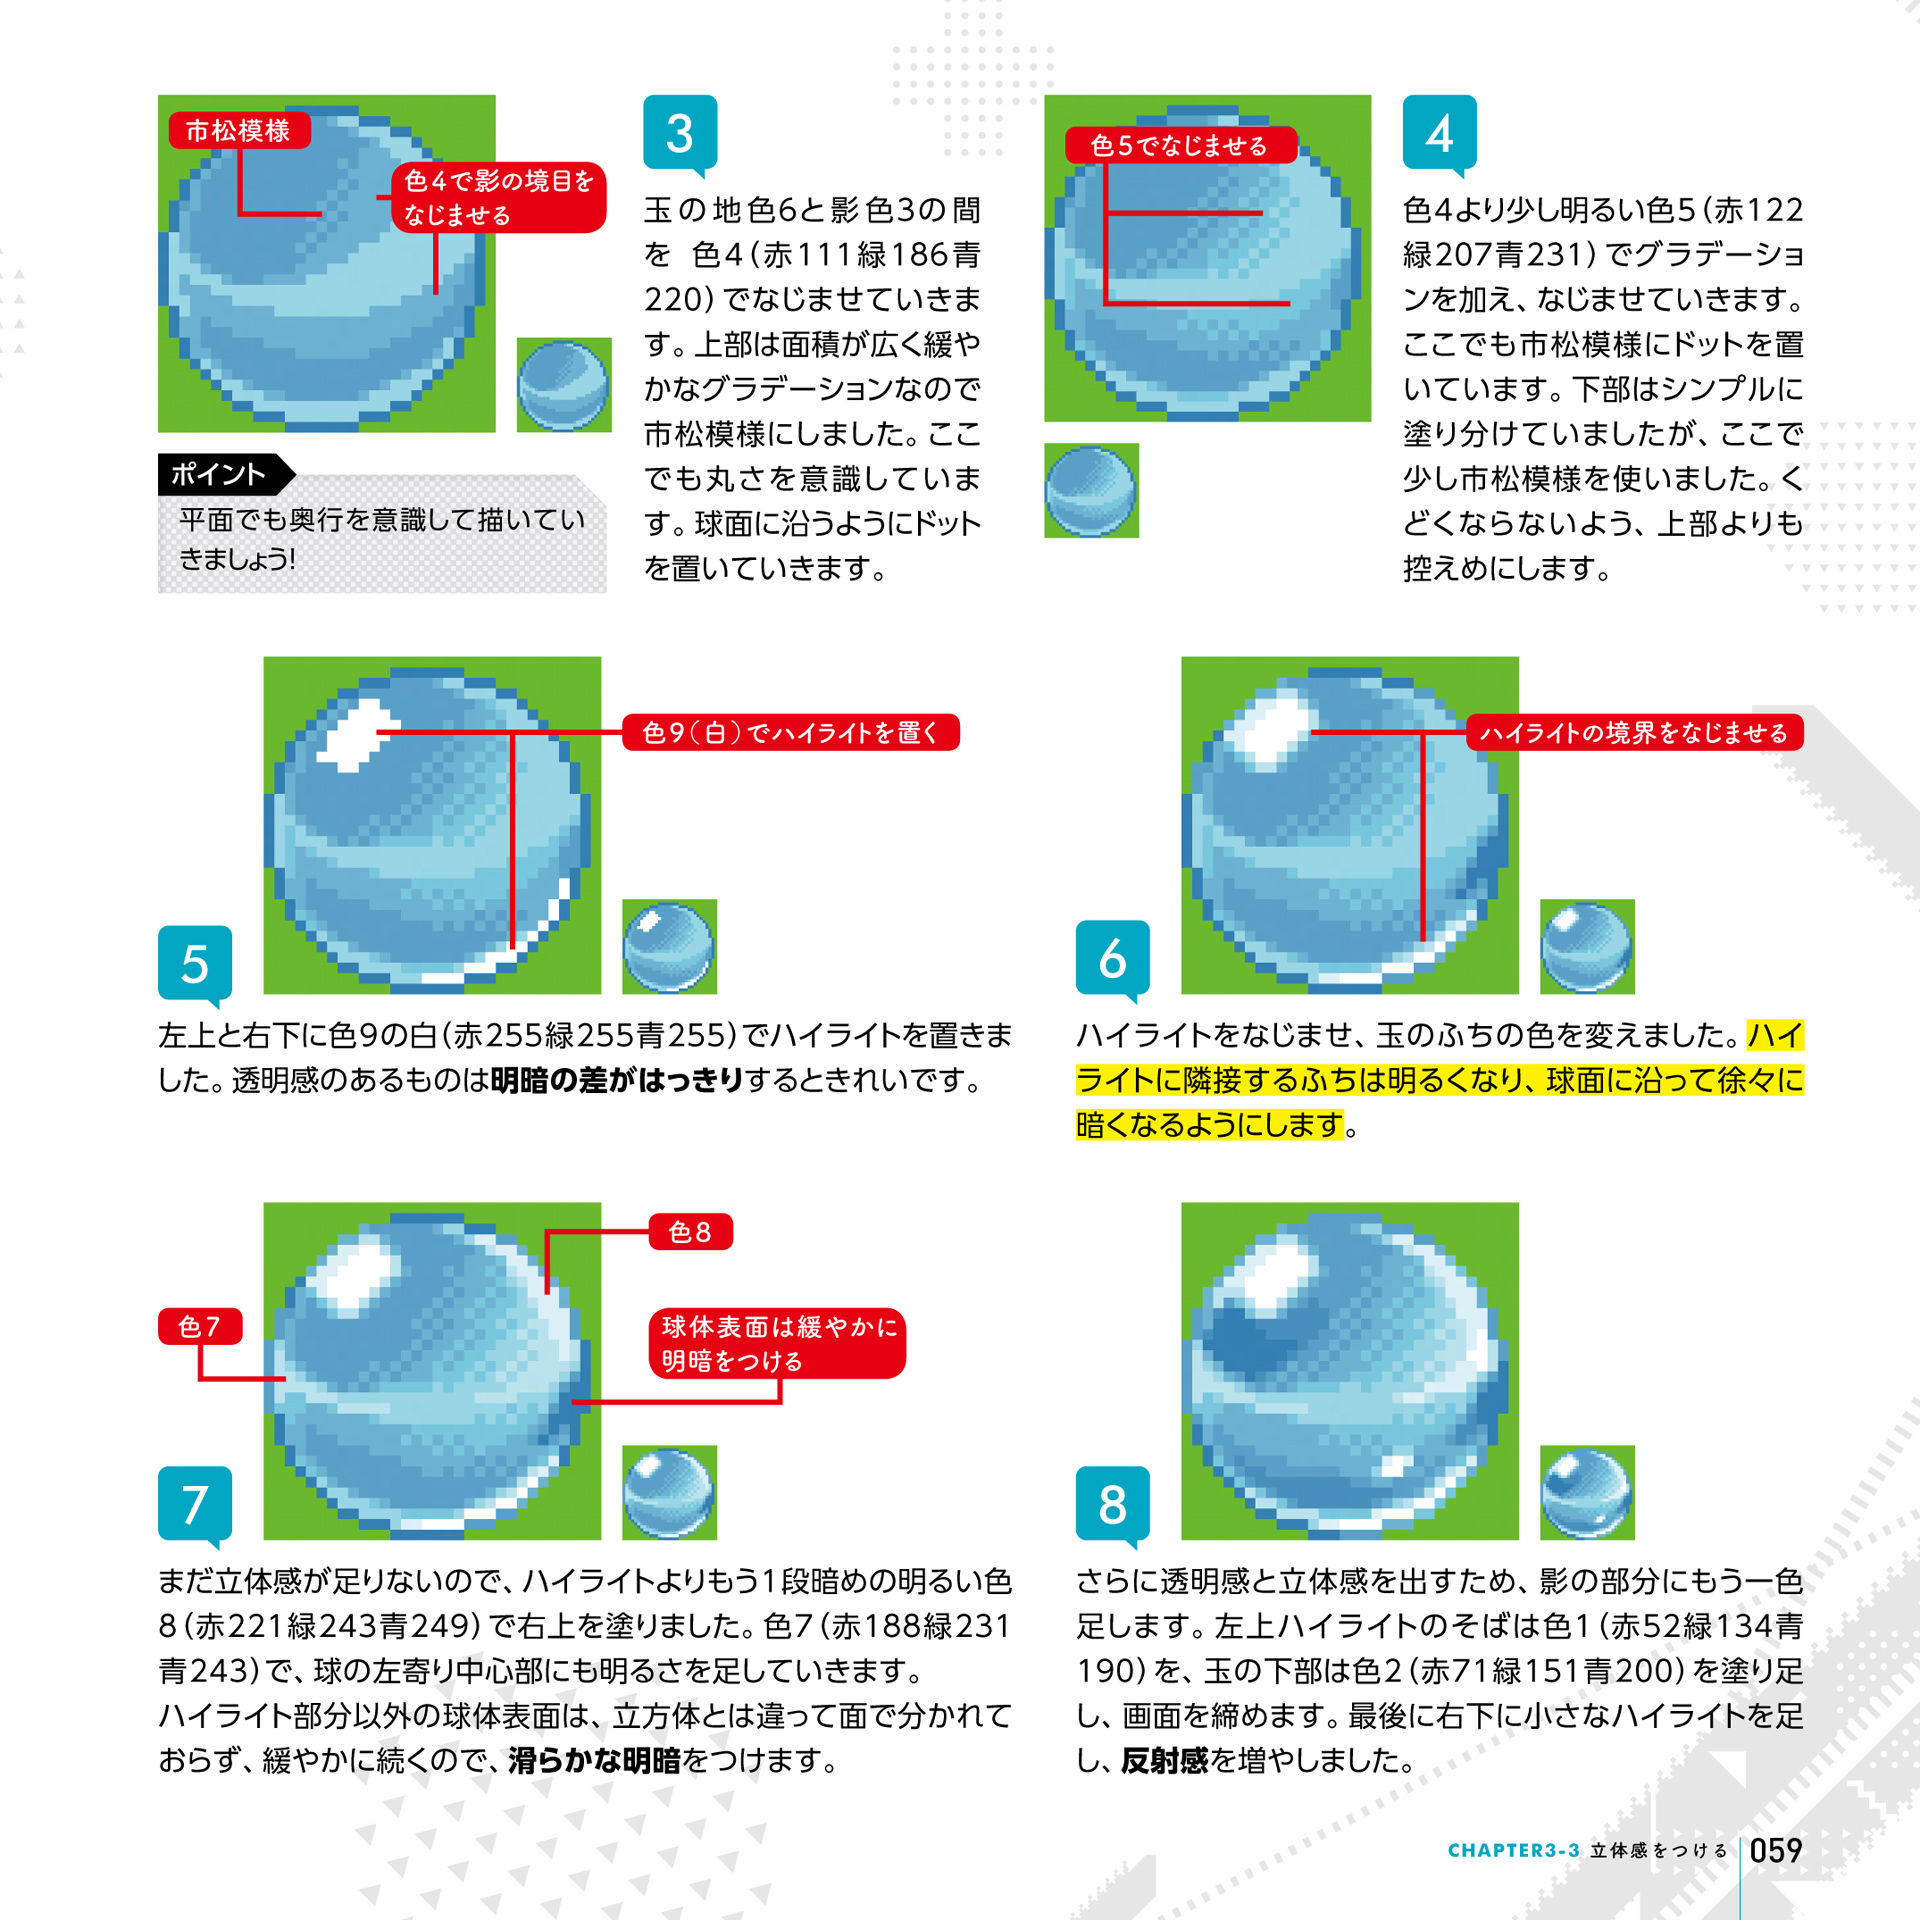 市松模様
色4で影の境目を
なじませる
3
玉の地色6と影色3の間
を 色4(赤111緑186青
220)でなじませていきま
す。上部は面積が広く緩や
かなグラデーションなので
市松模様にしました。ここ
でも丸さを意識していま
す。球面に沿うようにドット
を置いていきます。
ポイント
平面でも奥行を意識して描いてい
きましょう!
色5でなじませる
4
色4より少し明るい色5(赤122
緑207青231)でグラデーショ
ンを加え、なじませていきます。
ここでも市松模様にドットを置
いています。下部はシンプルに
塗り分けていましたが、ここで
少し市松模様を使いました。く
どくならないよう、上部よりも
控えめにします。
色9(白)でハイライトを置く
5
左上と右下に色9の白(赤255緑255青255)でハイライトを置きま
した。透明感のあるものは明暗の差がはっきりするときれいです。
ハイライトの境界をなじませる
6
ハイライトをなじませ、玉のふちの色を変えました。ハイ
ライトに隣接するふちは明るくなり、球面に沿って徐々に
暗くなるようにします。
色8
色7
球体表面は緩やかに
明暗をつける
7
まだ立体感が足りないので、ハイライトよりもう1段暗めの明るい色
8(赤221緑243青249)で右上を塗りました。色7(赤188緑231
青243)で、球の左寄り中心部にも明るさを足していきます。
ハイライト部分以外の球体表面は、立方体とは違って面で分かれて
おらず、緩やかに続くので、滑らかな明暗をつけます。
8
さらに透明感と立体感を出すため、影の部分にもう一色
足します。左上ハイライトのそばは色1(赤52緑134青
190)を、玉の下部は色2(赤71緑151青200)を塗り足
し、画面を締めます。最後に右下に小さなハイライトを足
し、反射感を増やしました。
CHAPTER3-3 立体感をつける 059